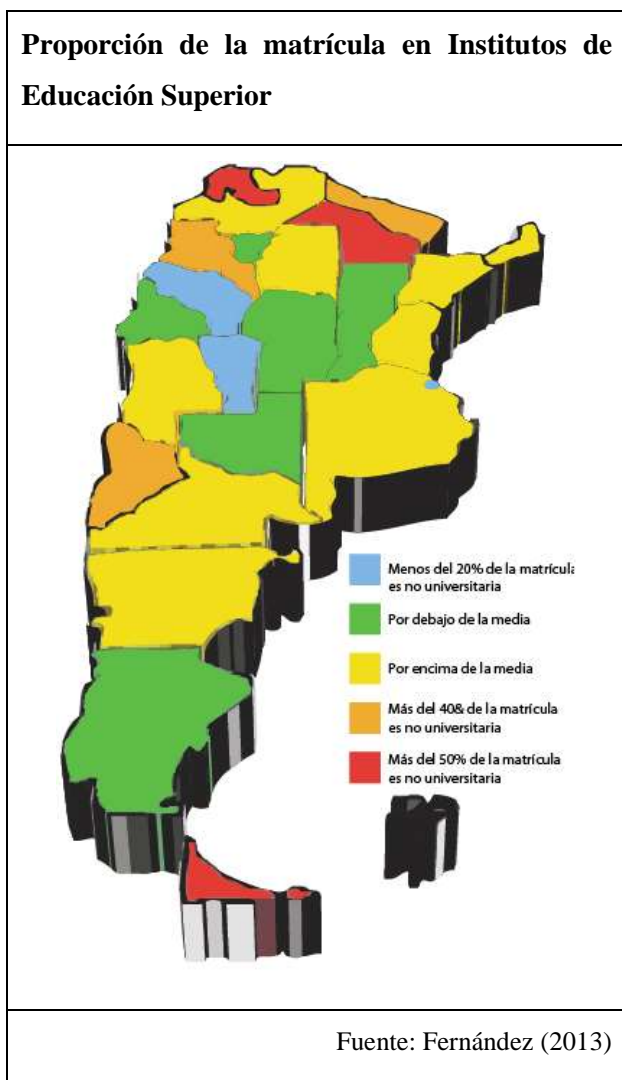 Proporción de la matrícula en Institutos de
Educación Superior
Menos del 20% de la matrícula
es no universitaria
Por debajo de la media
Por encima de la media
Más del 40& de la matrícula
es no universitaria
Más del 50% de la matrícula
es no universitaria
Fuente: Fernández (2013)